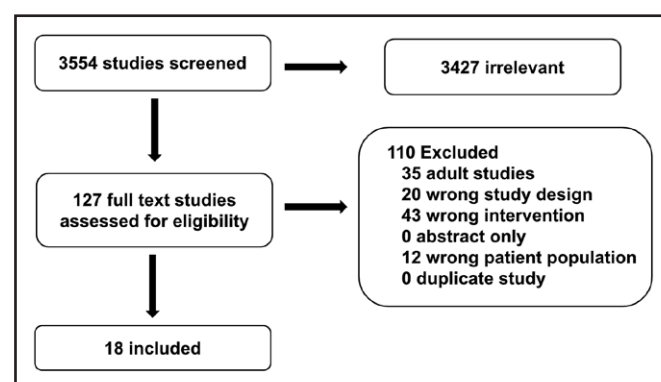 3554 studies screened
3427 irrelevant
127 full text studies
assessed for eligibility
110 Excluded
35 adult studies
20 wrong study design
43 wrong intervention
0 abstract only
12 wrong patient population
0 duplicate study
18 included